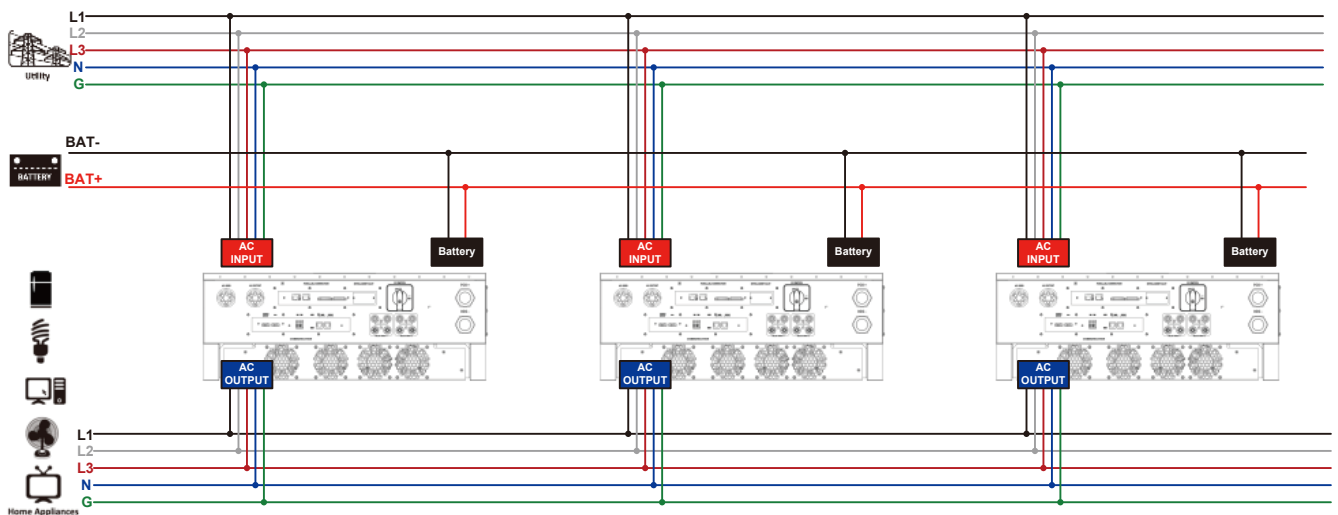 L1
L2
L3
N
G
Utility
BAT-
BATTERY
BAT+
AC
INPUT
Battery
AC
INPUT
Battery
AC
INPUT
Battery
AC
OUTPUT
AC
OUTPUT
AC
OUTPUT
L1
L2
L3
N
G
Home Appliances